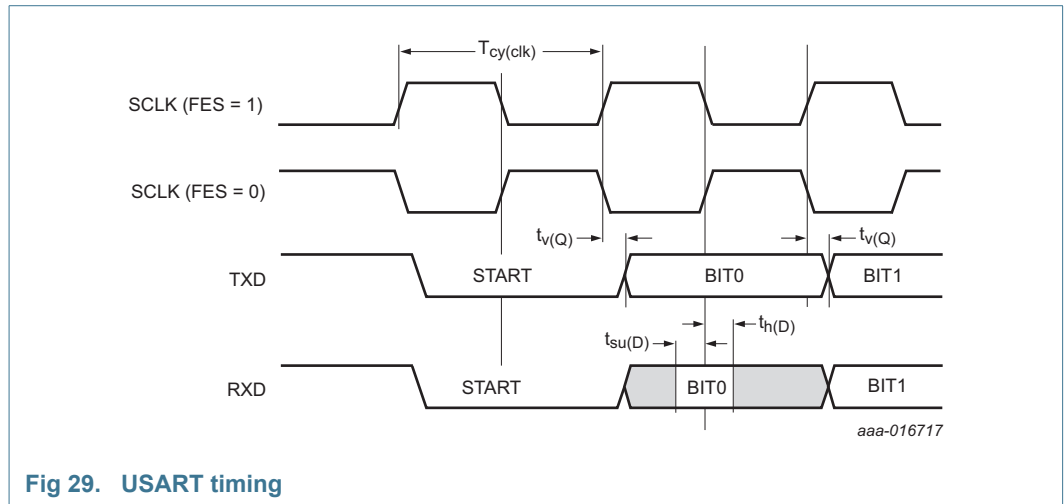 Tcy(clk)
SCLK (FES = 1)
SCLK (FES = 0)
tv(Q)
tv(Q)
TXD
START
BIT0
BIT1
tsu(D)
th(D)
RXD
START
BIT0
BIT1
aaa-016717
Fig 29. USART timing